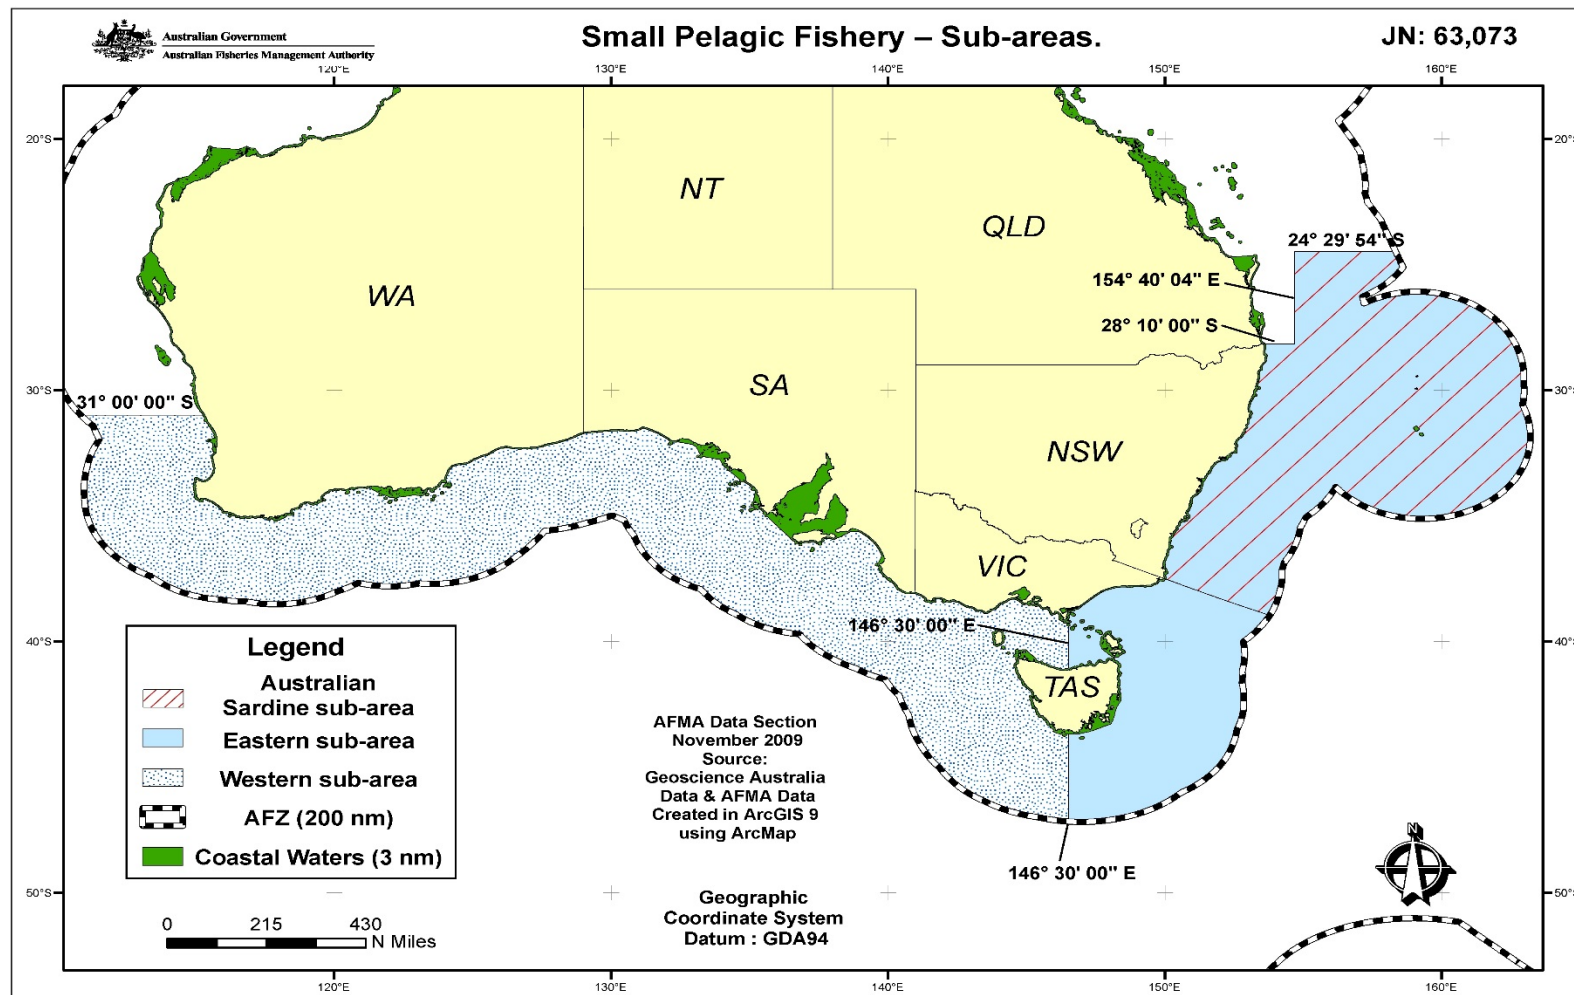 Australian Government
Australian Fisheries Management Authority
Small Pelagic Fishery – Sub-areas.
JN: 63,073
120°E
130°E
140°E
150°E
160°E
20°S
20°S
NT
QLD
24° 29' 54" S
154° 40' 04" E
WA
28° 10' 00" S
30°S
30°S
SA
31° 00' 00" S
NSW
VIC
146° 30' 00" E
40°S
40°S
TAS
Legend
Australian
Sardine sub-area
Eastern sub-area
Western sub-area
AFZ (200 nm)
Coastal Waters (3 nm)
AFMA Data Section
November 2009
Source:
Geoscience Australia
Data & AFMA Data
Created in ArcGIS 9
using ArcMap
146° 30' 00" E
N
50°S
50°S
Geographic
Coordinate System
Datum : GDA94
0 215 430
N Miles
120°E
130°E
140°E
150°E
160°E